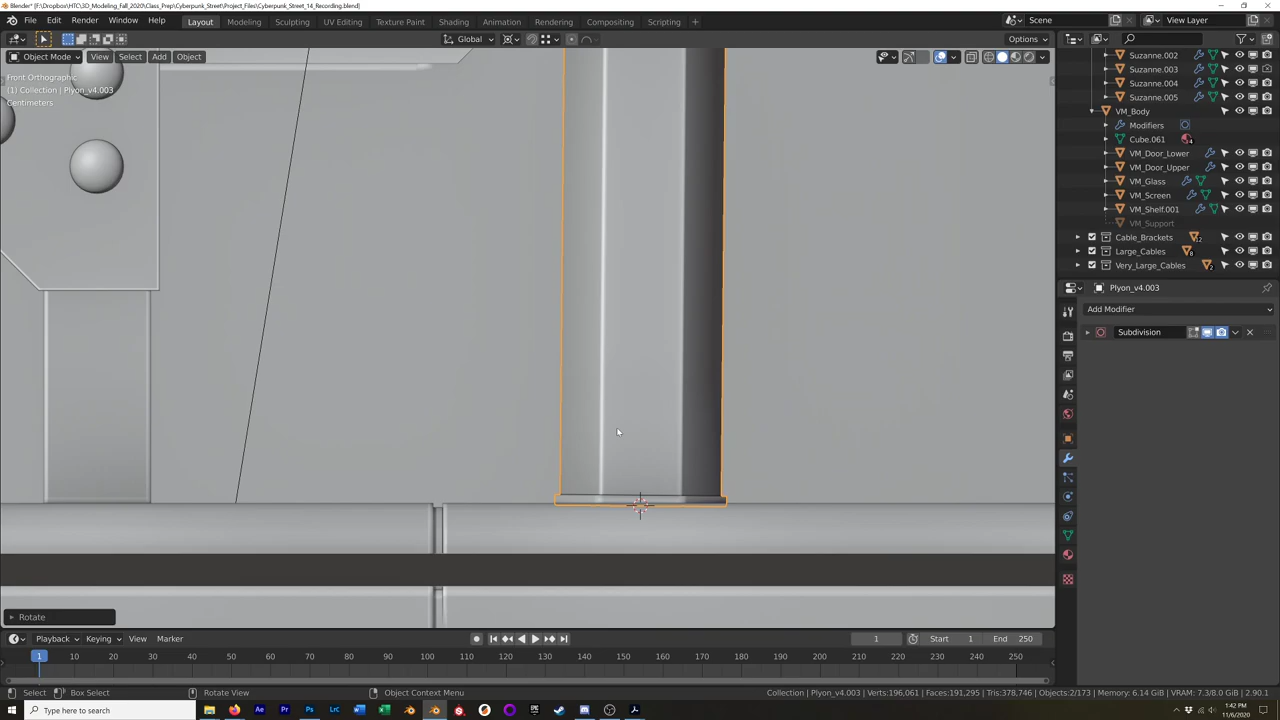 Blender* [F:\Dropbox\HTC\3D_Modeling_Fall_2020\Class_Prep\Cyberpunk_Street\Project_Files\Cyberpunk_Street_14_Recording.blend]
File Edit Render Window Help Layout Modeling Sculpting UV Editing Texture Paint Shading Animation Rendering Compositing Scripting + Scene View Layer
Global Options
Object Mode View Select Add Object
Front Orthographic
(1) Collection | Plyon_v4.003
Centimeters
Suzanne.002
Suzanne.003
Suzanne.004
Suzanne.005
VM_Body
Modifiers
Cube.061 4
VM_Door_Lower
VM_Door_Upper
VM_Glass
VM_Screen
VM_Shelf.001
VM_Support
Cable_Brackets 12
Large_Cables 8
Very_Large_Cables 2
Plyon_v4.003
Add Modifier
Subdivision
Rotate
Playback Keying View Marker 1 Start 1 End 250
1 10 20 30 40 50 60 70 80 90 100 110 120 130 140 150 160 170 180 190 200 210 220 230 240 250
Select Box Select Rotate View Object Context Menu Collection | Plyon_v4.003 | Verts:196,061 | Faces:191,295 | Tris:378,746 | Objects:2/173 | Memory: 6.14 GiB | VRAM: 7.3/8.0 GiB | 2.90.1
Type here to search
1:42 PM
11/6/2020